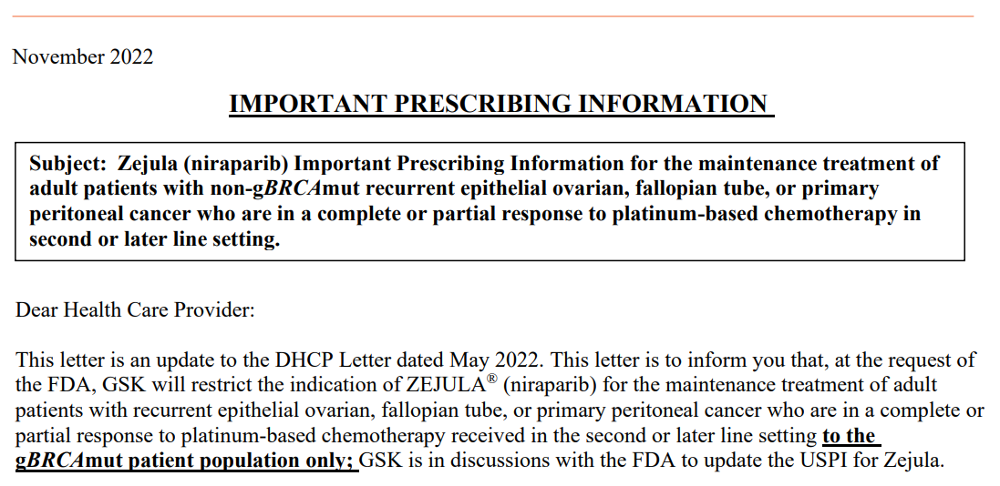 November 2022
IMPORTANT PRESCRIBING INFORMATION
Subject: Zejula (niraparib) Important Prescribing Information for the maintenance treatment of
adult patients with non-gBRCAmut recurrent epithelial ovarian, fallopian tube, or primary
peritoneal cancer who are in a complete or partial response to platinum-based chemotherapy in
second or later line setting.
Dear Health Care Provider:
This letter is an update to the DHCP Letter dated May 2022. This letter is to inform you that, at the request of
the FDA, GSK will restrict the indication of ZEJULA® (niraparib) for the maintenance treatment of adult
patients with recurrent epithelial ovarian, fallopian tube, or primary peritoneal cancer who are in a complete or
partial response to platinum-based chemotherapy received in the second or later line setting to the
gBRCAmut patient population only; GSK is in discussions with the FDA to update the USPI for Zejula.